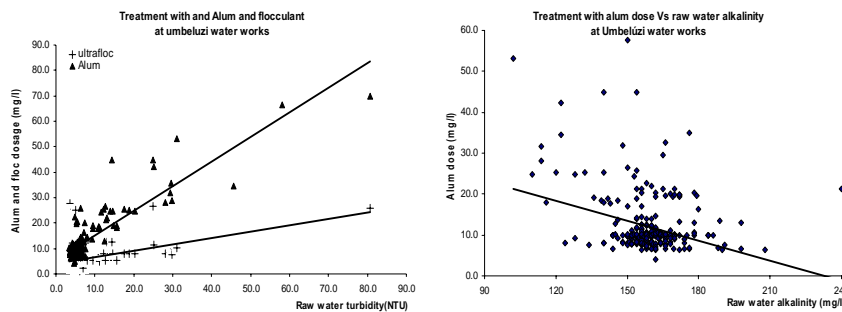 Treatment with and Alum and flocculant
at umbeluzi water works
Alum and floc dosage (mg/l)
90.0
80.0
70.0
60.0
50.0
40.0
30.0
20.0
10.0
0.0
ultrafloc
Alum
0.0 10.0 20.0 30.0 40.0 50.0 60.0 70.0 80.0 90.0
Raw water turbidity(NTU)
Treatment with alum dose Vs raw water alkalinity
at Umbelúzi water works
Alum dose (mg/l)
60.0
50.0
40.0
30.0
20.0
10.0
0.0
90 120 150 180 210 240
Raw water alkalinity (mg/l